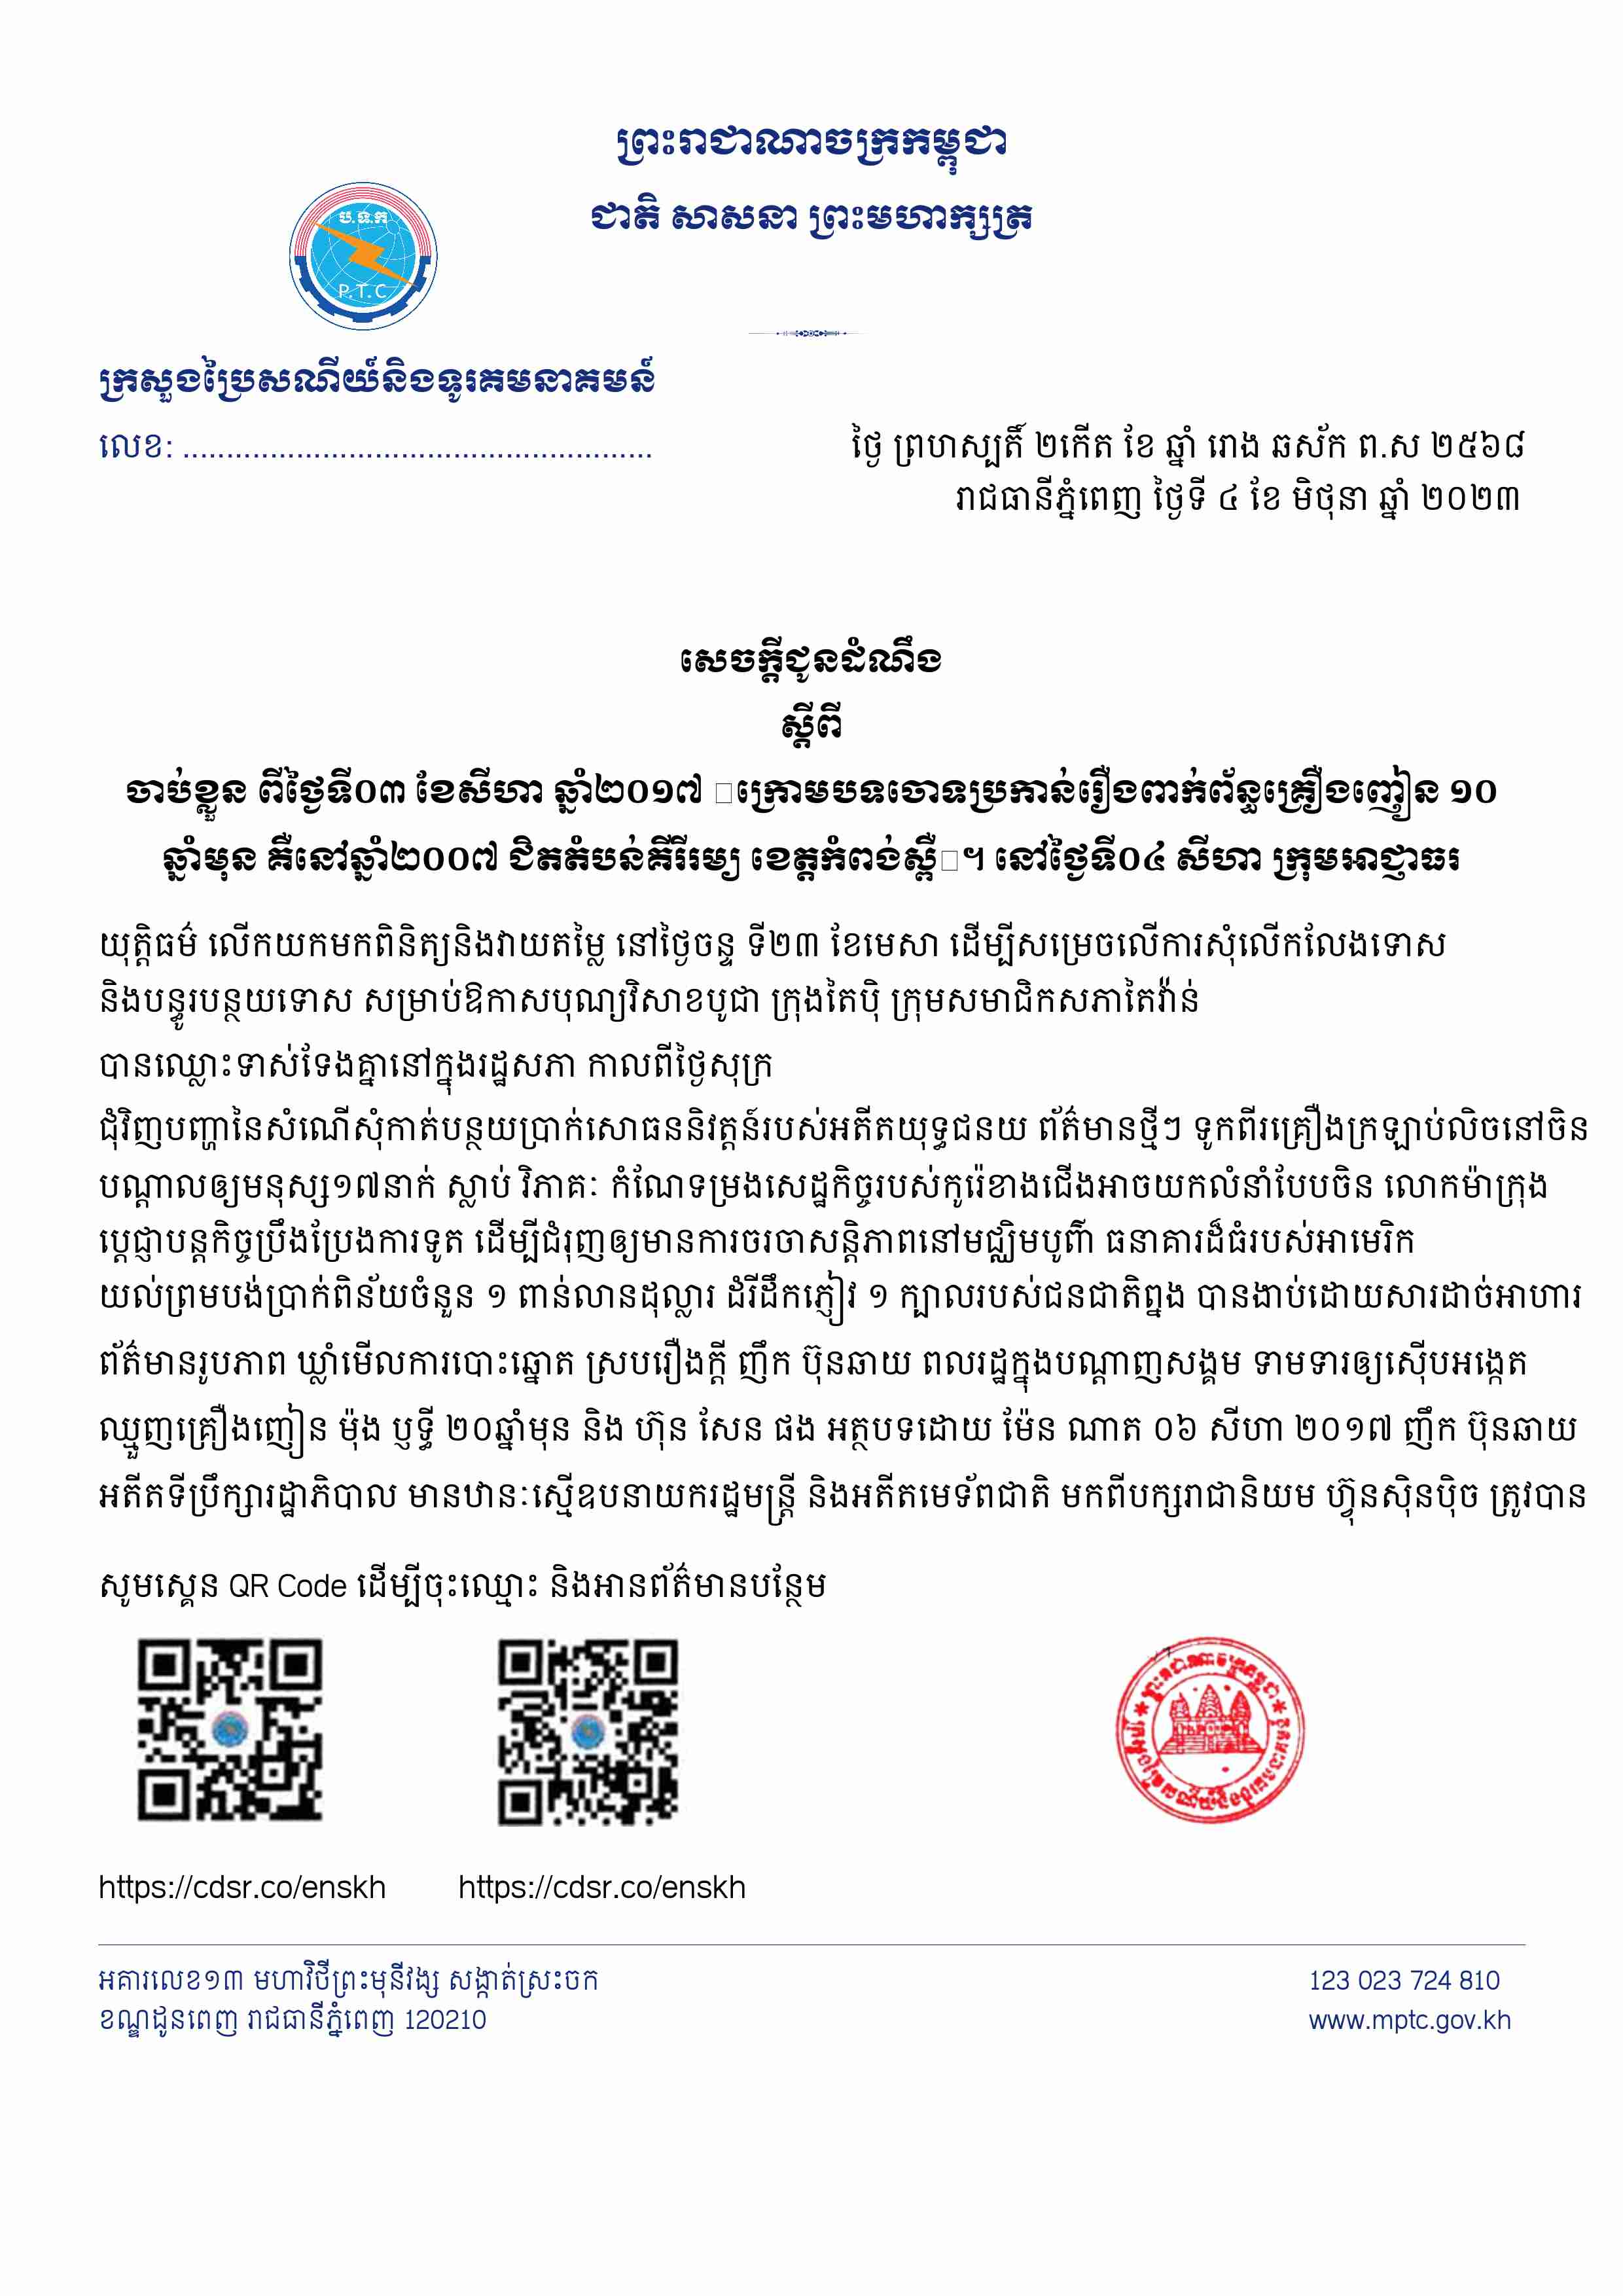 ព្រះរាជាណាចក្រកម្ពុជា
ជាតិ សាសនា ព្រះមហាក្សត្រ
ប.ទ.ក
P.T.C
ក្រសួងប្រៃសណីយ៍និងទូរគមនាគមន៍
លេខ: ......................................................
ថ្ងៃ ព្រហស្បតិ៍ ២កើត ខែ ឆ្នាំ រោង ឆស័ក ព.ស ២៥៦៨
រាជធានីភ្នំពេញ ថ្ងៃទី ៤ ខែ មិថុនា ឆ្នាំ ២០២៣
សេចក្តីជូនដំណឹង
ស្តីពី
ចាប់ខ្លួន ពីថ្ងៃទី០៣ ខែសីហា ឆ្នាំ២០១៧ ក្រោមបទចោទប្រកាន់រឿងពាក់ព័ន្ធគ្រឿងញៀន ១០
ឆ្នាំមុន គឺនៅឆ្នាំ២០០៧ ជិតតំបន់គីរីរម្យ ខេត្តកំពង់ស្ពឺ។ នៅថ្ងៃទី០៤ សីហា ក្រុមអាជ្ញាធរ
យុត្តិធម៌ លើកយកមកពិនិត្យនិងវាយតម្លៃ នៅថ្ងៃចន្ទ ទី២៣ ខែមេសា ដើម្បីសម្រេចលើការសុំលើកលែងទោស
និងបន្ធូរបន្ថយទោស សម្រាប់ឱកាសបុណ្យវិសាខបូជា ក្រុងតៃប៉ិ ក្រុមសមាជិកសភាតៃវ៉ាន់
បានឈ្លោះទាស់ទែងគ្នានៅក្នុងរដ្ឋសភា កាលពីថ្ងៃសុក្រ
ជុំវិញបញ្ហានៃសំណើសុំកាត់បន្ថយប្រាក់សោធននិវត្តន៍របស់អតីតយុទ្ធជនយ ព័ត៌មានថ្មីៗ ទូកពីរគ្រឿងក្រឡាប់លិចនៅចិន
បណ្តាលឲ្យមនុស្ស១៧នាក់ ស្លាប់ វិភាគៈ កំណែទម្រងសេដ្ឋកិច្ចរបស់កូរ៉េខាងជើងអាចយកលំនាំបែបចិន លោកម៉ាក្រុង
ប្តេជ្ញាបន្តកិច្ចប្រឹងប្រែងការទូត ដើម្បីជំរុញឲ្យមានការចរចាសន្តិភាពនៅមជ្ឈិមបូព៌ា ធនាគារដ៏ធំរបស់អាមេរិក
យល់ព្រមបង់ប្រាក់ពិន័យចំនួន ១ ពាន់លានដុល្លារ ដំរីដឹកភ្ញៀវ ១ ក្បាលរបស់ជនជាតិព្នង បានងាប់ដោយសារដាច់អាហារ
ព័ត៌មានរូបភាព ឃ្លាំមើលការបោះឆ្នោត ស្របរឿងក្តី ញឹក ប៊ុនឆាយ ពលរដ្ឋក្នុងបណ្តាញសង្គម ទាមទារឲ្យស៊ើបអង្កេត
ឈ្មួញគ្រឿងញៀន ម៉ុង ឫទ្ធី ២០ឆ្នាំមុន និង ហ៊ុន សែន ផង អត្ថបទដោយ ម៉ែន ណាត ០៦ សីហា ២០១៧ ញឹក ប៊ុនឆាយ
អតីតទីប្រឹក្សារដ្ឋាភិបាល មានឋានៈស្មើឧបនាយករដ្ឋមន្ត្រី និងអតីតមេទ័ពជាតិ មកពីបក្សរាជានិយម ហ្វ៊ុនស៊ិនប៉ិច ត្រូវបាន
សូមស្គេន QR Code ដើម្បីចុះឈ្មោះ និងអានព័ត៌មានបន្ថែម
https://cdsr.co/enskh
https://cdsr.co/enskh
អគារលេខ១៣ មហាវិថីព្រះមុនីវង្ស សង្កាត់ស្រះចក
ខណ្ឌដូនពេញ រាជធានីភ្នំពេញ 120210
123 023 724 810
www.mptc.gov.kh